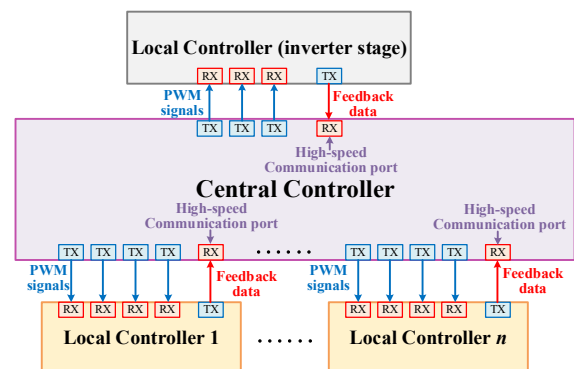 Local Controller (inverter stage)
RX RX RX TX
PWM
signals
Feedback
data
TX TX TX RX
High-speed
Communication port
Central Controller
High-speed
Communication port
High-speed
Communication port
TX TX TX TX RX ...... TX TX TX TX RX
PWM
signals
Feedback
data
PWM
signals
Feedback
data
RX RX RX RX TX RX RX RX RX TX
Local Controller 1 ...... Local Controller n